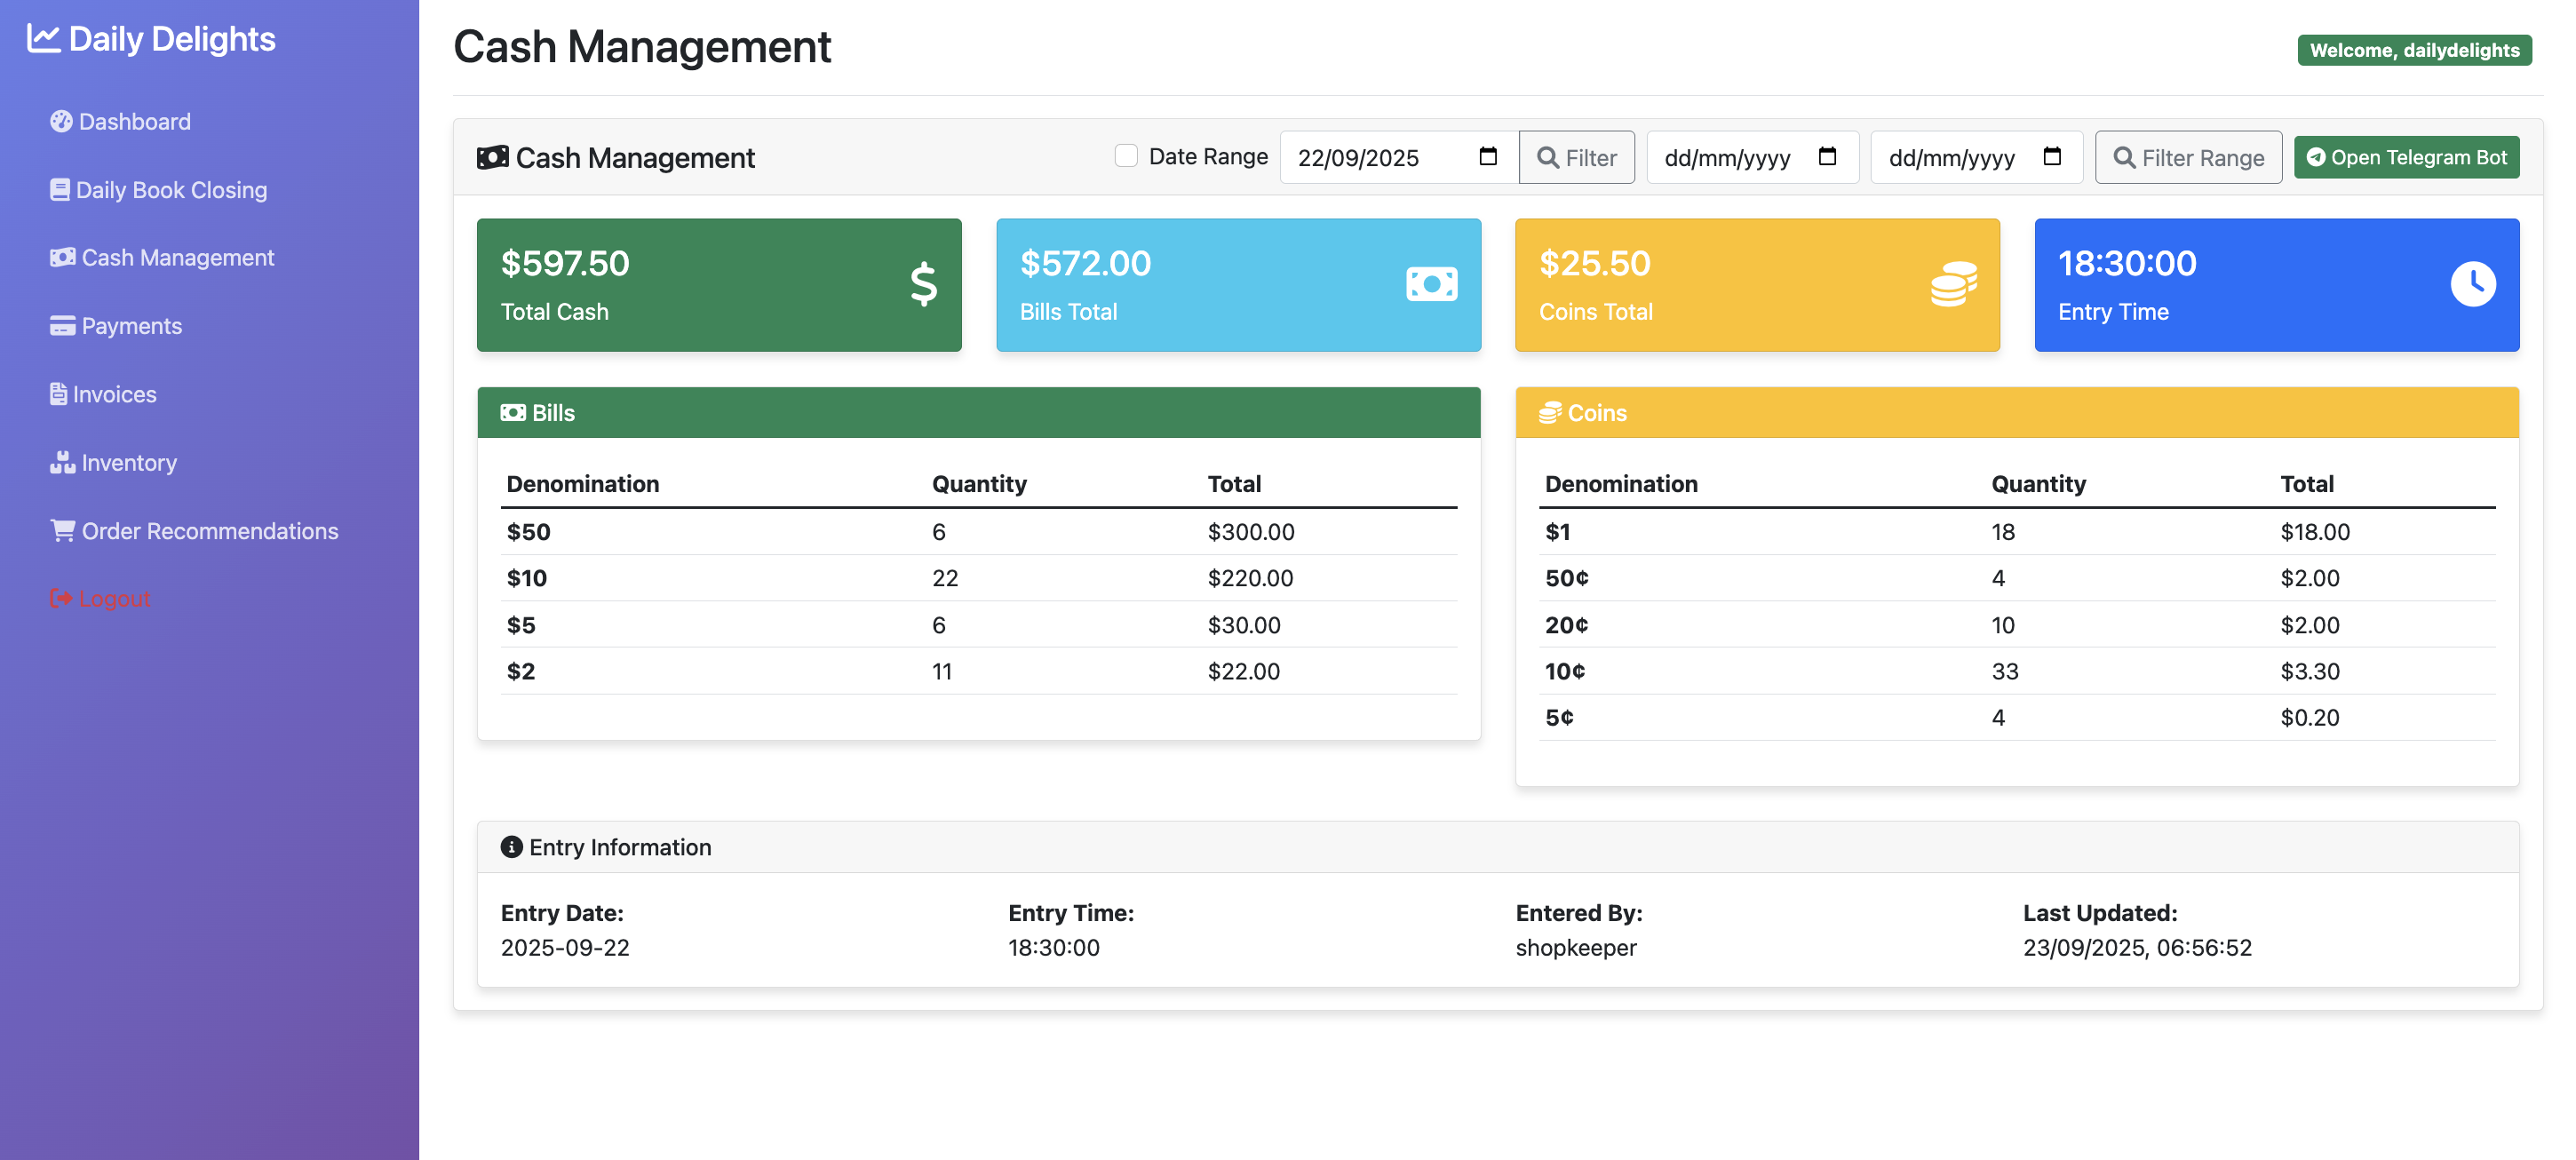 Daily Delights
Dashboard
Daily Book Closing
Cash Management
Payments
Invoices
Inventory
Order Recommendations
Logout
Cash Management
Welcome, dailydelights
Cash Management
Date Range 22/09/2025 Filter dd/mm/yyyy dd/mm/yyyy Filter Range Open Telegram Bot
$597.50
Total Cash
$
$572.00
Bills Total
$25.50
Coins Total
18:30:00
Entry Time
Bills
Denomination Quantity Total
$50 6 $300.00
$10 22 $220.00
$5 6 $30.00
$2 11 $22.00
Coins
Denomination Quantity Total
$1 18 $18.00
50¢ 4 $2.00
20¢ 10 $2.00
10¢ 33 $3.30
5¢ 4 $0.20
Entry Information
Entry Date: Entry Time: Entered By: Last Updated:
2025-09-22 18:30:00 shopkeeper 23/09/2025, 06:56:52